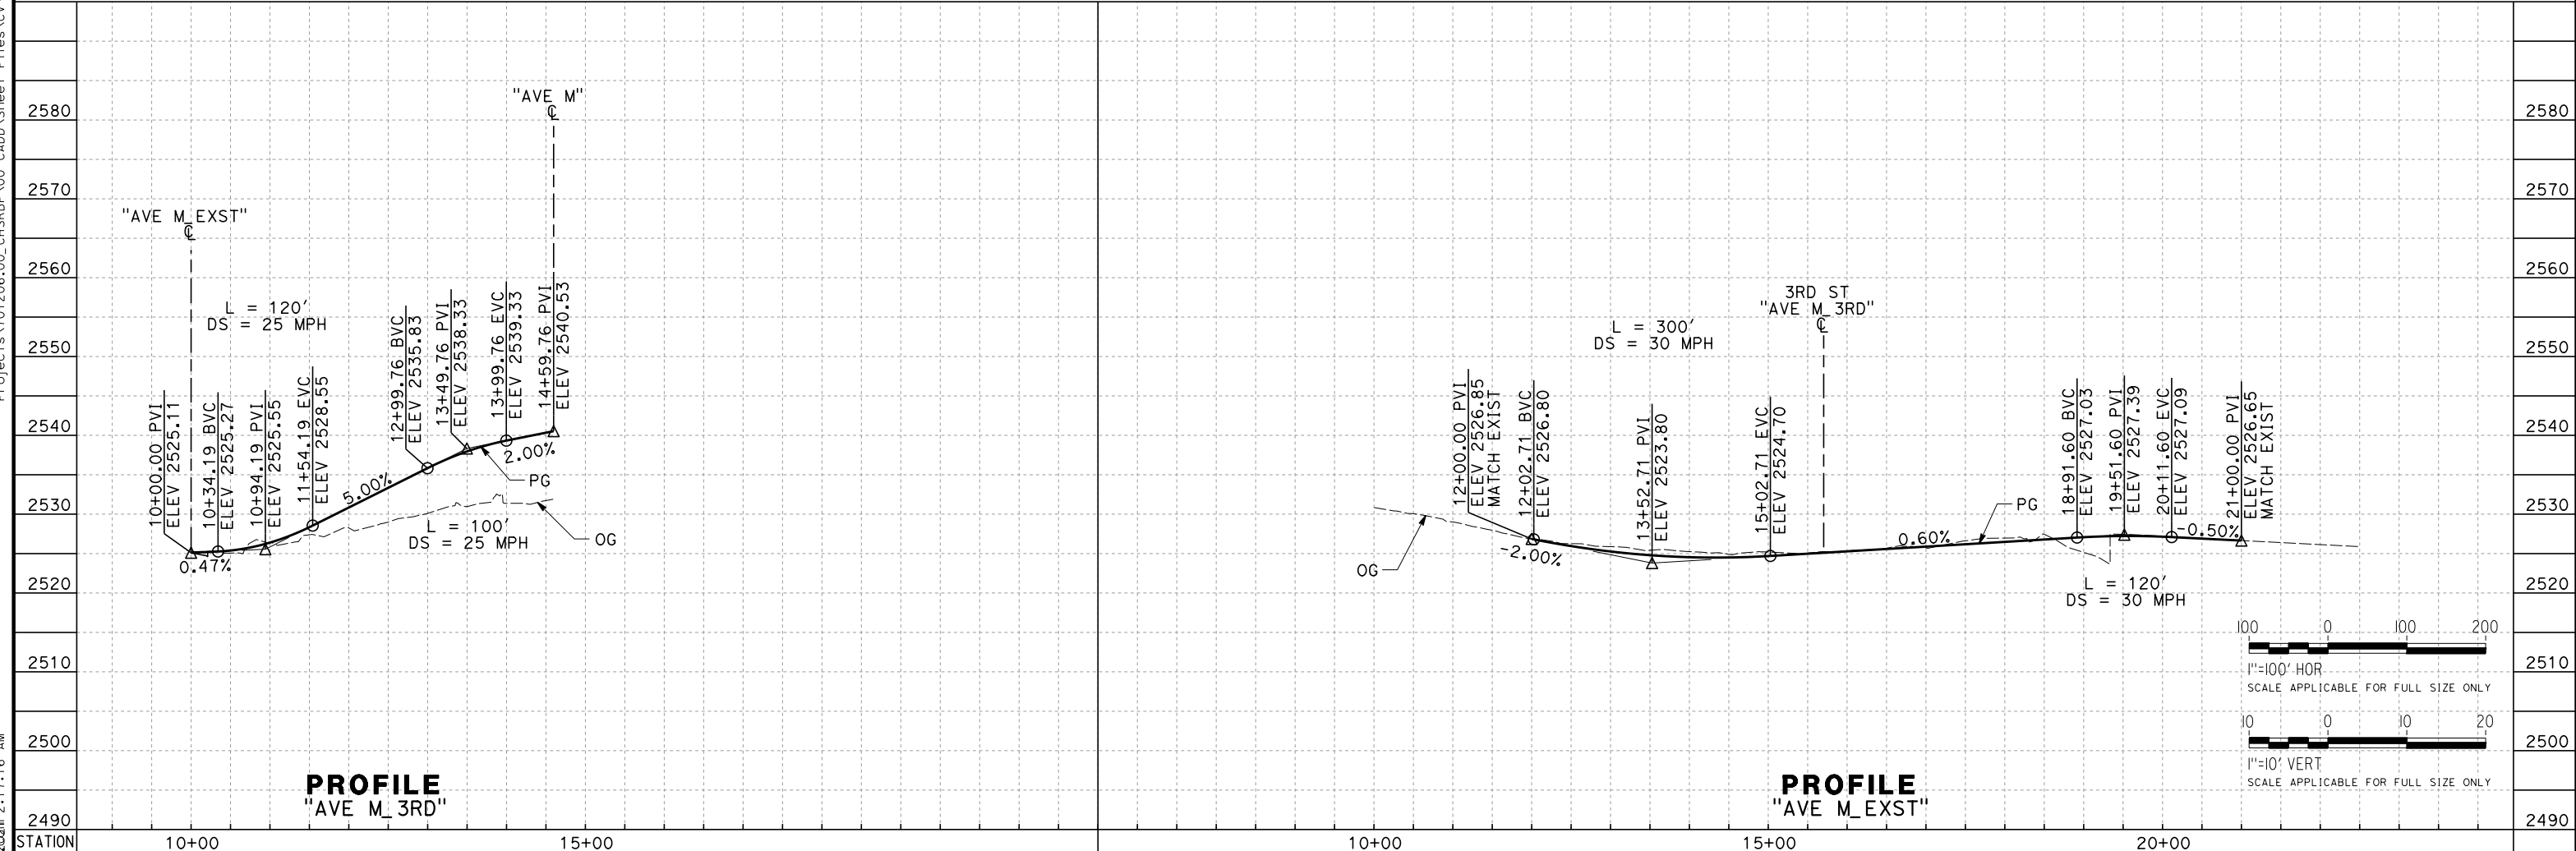 2580
2570
2560
2550
2540
2530
2520
2510
2500
2490
STATION
"AVE M_EXST"
℄
L = 120'
DS = 25 MPH
10+00.00 PVI
ELEV 2525.11
10+34.19 BVC
ELEV 2525.27
10+94.19 PVI
ELEV 2525.55
11+54.19 EVC
ELEV 2528.55
12+99.76 BVC
ELEV 2535.83
13+49.76 PVI
ELEV 2538.33
13+99.76 EVC
ELEV 2539.33
14+59.76 PVI
ELEV 2540.53
"AVE M"
℄
0.47%
5.00%
2.00%
PG
L = 100'
DS = 25 MPH
OG
PROFILE
"AVE M_3RD"
10+00
15+00
12+00.00 PVI
ELEV 2526.85
MATCH EXIST
12+02.71 BVC
ELEV 2526.80
L = 300'
DS = 30 MPH
13+52.71 PVI
ELEV 2523.80
15+02.71 EVC
ELEV 2524.70
3RD ST
"AVE M_3RD"
℄
18+91.60 BVC
ELEV 2527.03
19+51.60 PVI
ELEV 2527.39
20+11.60 EVC
ELEV 2527.09
21+00.00 PVI
ELEV 2526.65
MATCH EXIST
OG
-2.00%
0.60%
PG
-0.50%
L = 120'
DS = 30 MPH
100 0 100 200
1"=100' HOR
SCALE APPLICABLE FOR FULL SIZE ONLY
10 0 10 20
1"=10' VERT
SCALE APPLICABLE FOR FULL SIZE ONLY
PROFILE
"AVE M_EXST"
10+00
15+00
20+00
2580
2570
2560
2550
2540
2530
2520
2510
2500
2490